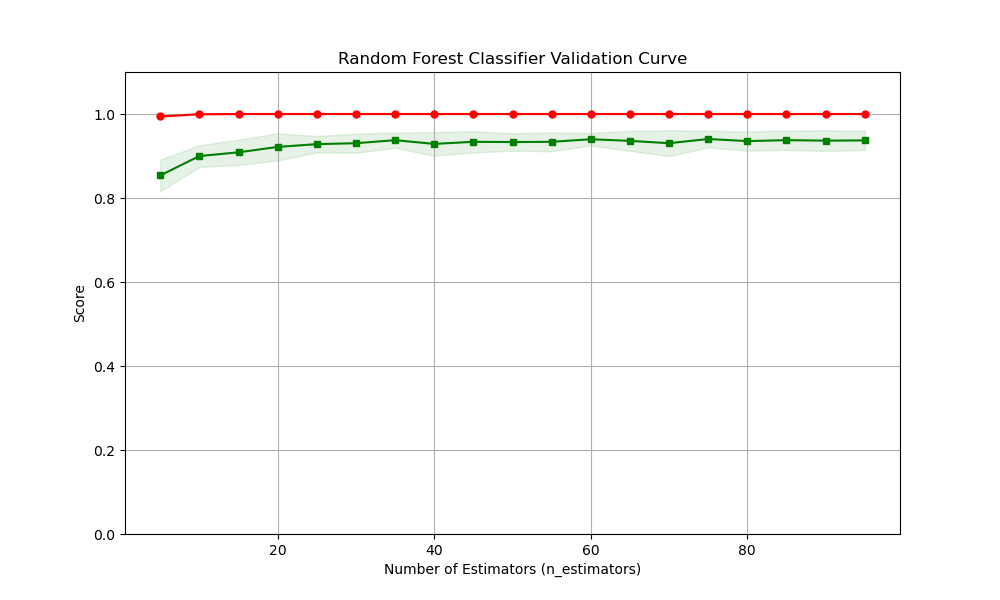 Random Forest Classifier Validation Curve
1.0
0.8
0.6
0.4
0.2
0.0
Score
20 40 60 80
Number of Estimators (n_estimators)